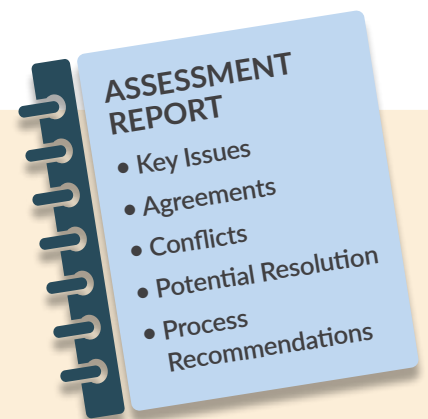 ASSESSMENT
REPORT
• Key Issues
• Agreements
• Conflicts
• Potential Resolution
• Process
Recommendations